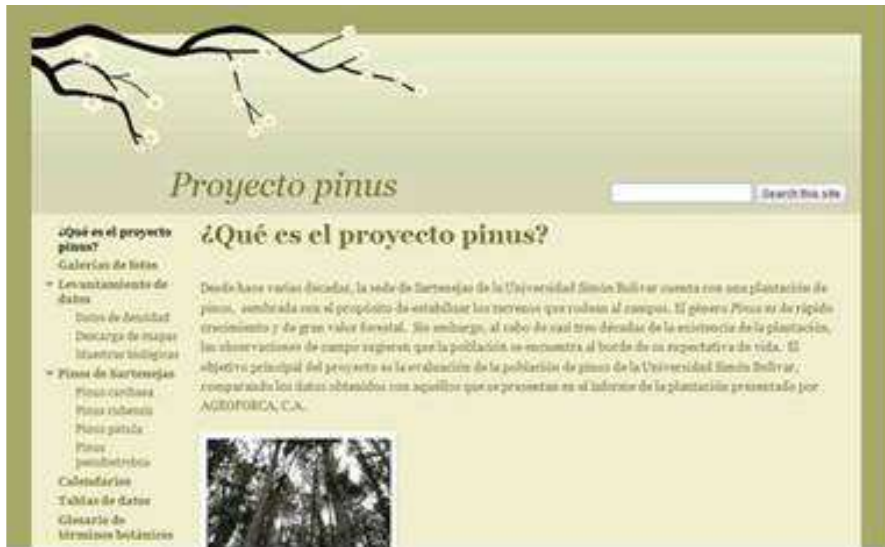 Proyecto pinus
Search this site
¿Qué es el proyecto
pinus?
Galerías de fotos
Levantamiento de
datos
Datos de densidad
Descarga de mapas
Muestras biológicas
Pinos de Sartenejas
Pinus caribaea
Pinus cubensis
Pinus patula
Pinus
pseudostrobus
Calendarios
Tablas de datos
Glosario de
términos botánicos
¿Qué es el proyecto pinus?
Desde hace varias décadas, la sede de Sartenejas de la Universidad Simón Bolívar cuenta con una plantación de
pinos, sembrada con el propósito de estabilizar los terrenos que rodean al campus. El género Pinus es de rápido
crecimiento y de gran valor forestal. Sin embargo, al cabo de casi tres décadas de la existencia de la plantación,
las observaciones de campo sugieren que la población se encuentra al borde de su expectativa de vida. El
objetivo principal del proyecto es la evaluación de la población de pinos de la Universidad Simón Bolívar,
comparando los datos obtenidos con aquéllos que se presentan en el informe de la plantación presentado por
AGROFORCA, C.A.